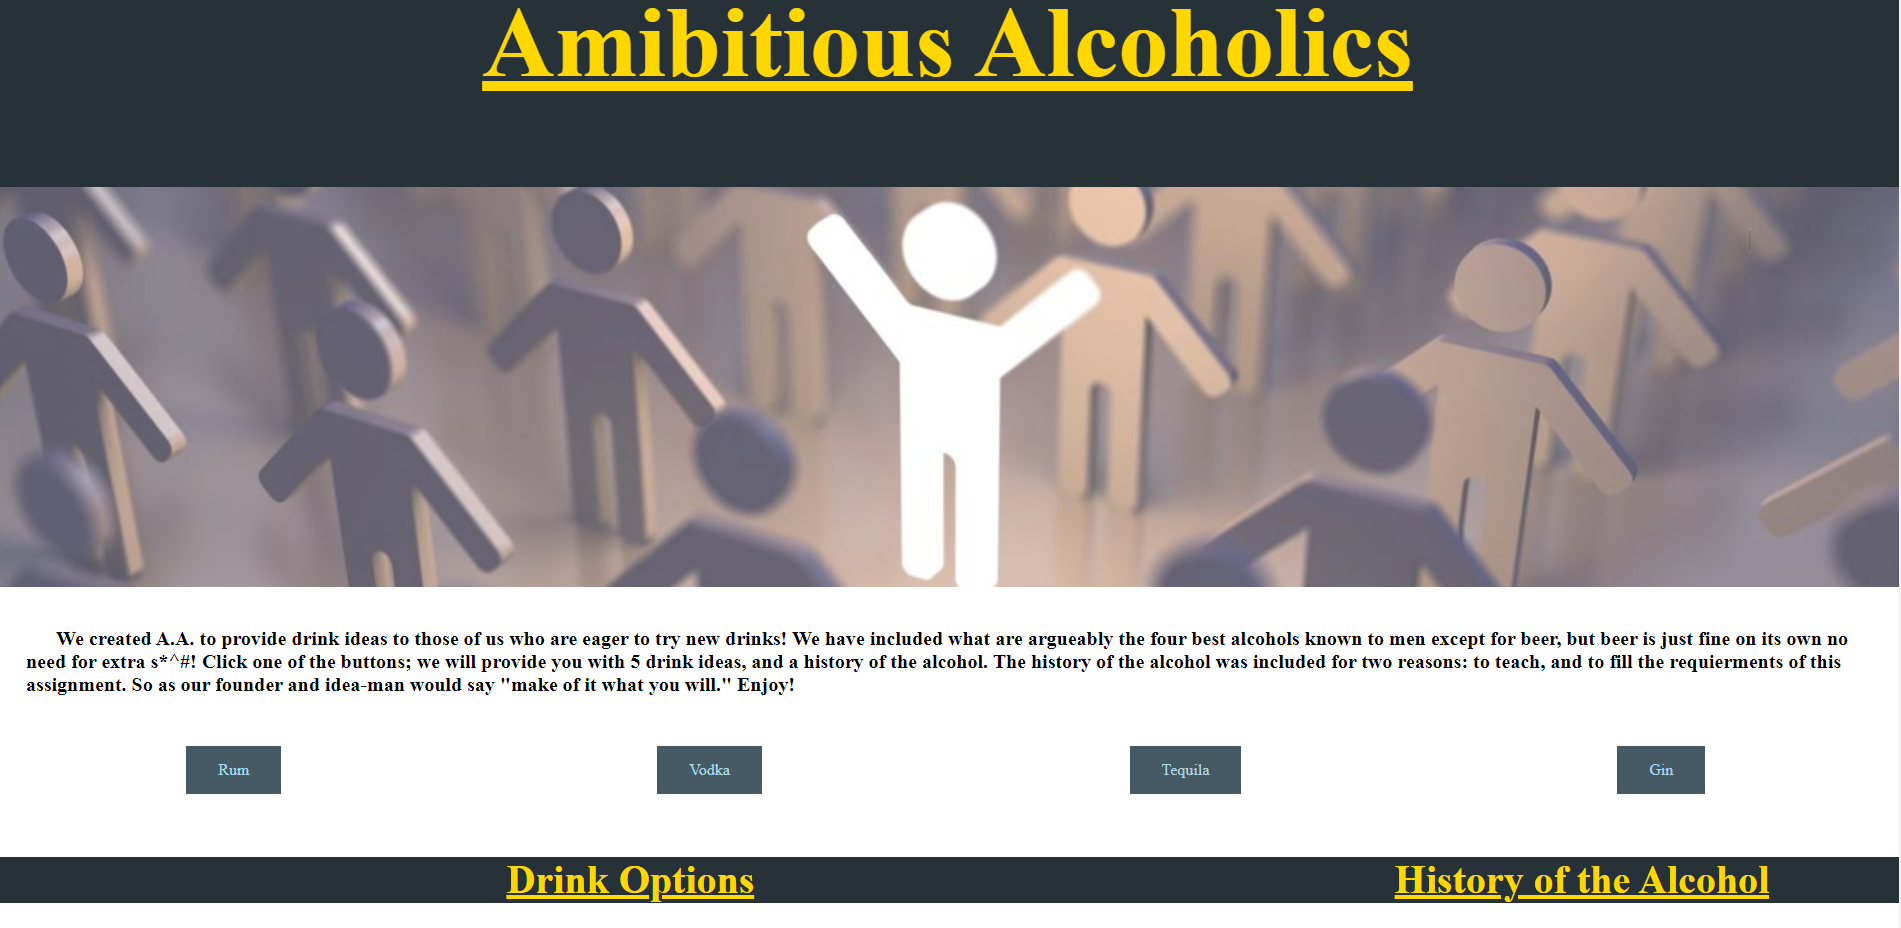 Amibitious Alcoholics
We created A.A. to provide drink ideas to those of us who are eager to try new drinks! We have included what are argueably the four best alcohols known to men except for beer, but beer is just fine on its own no
need for extra s*^#! Click one of the buttons; we will provide you with 5 drink ideas, and a history of the alcohol. The history of the alcohol was included for two reasons: to teach, and to fill the requierments of this
assignment. So as our founder and idea-man would say "make of it what you will." Enjoy!
Rum
Vodka
Tequila
Gin
Drink Options
History of the Alcohol